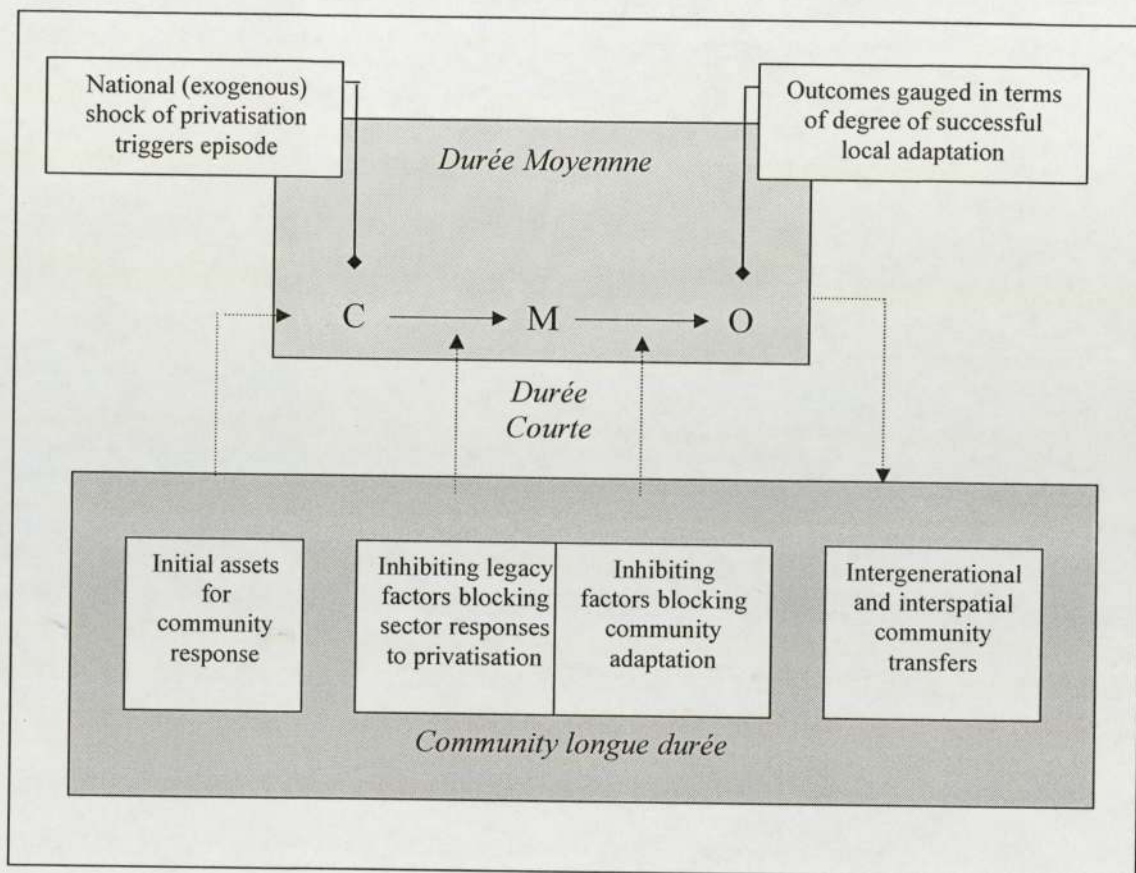 National (exogenous)
shock of privatisation
triggers episode
Outcomes gauged in terms
of degree of successful
local adaptation
Durée Moyennne
C
M
O
Durée
Courte
Initial assets
for
community
response
Inhibiting legacy
factors blocking
sector responses
to privatisation
Inhibiting
factors blocking
community
adaptation
Intergenerational
and interspatial
community
transfers
Community longue durée